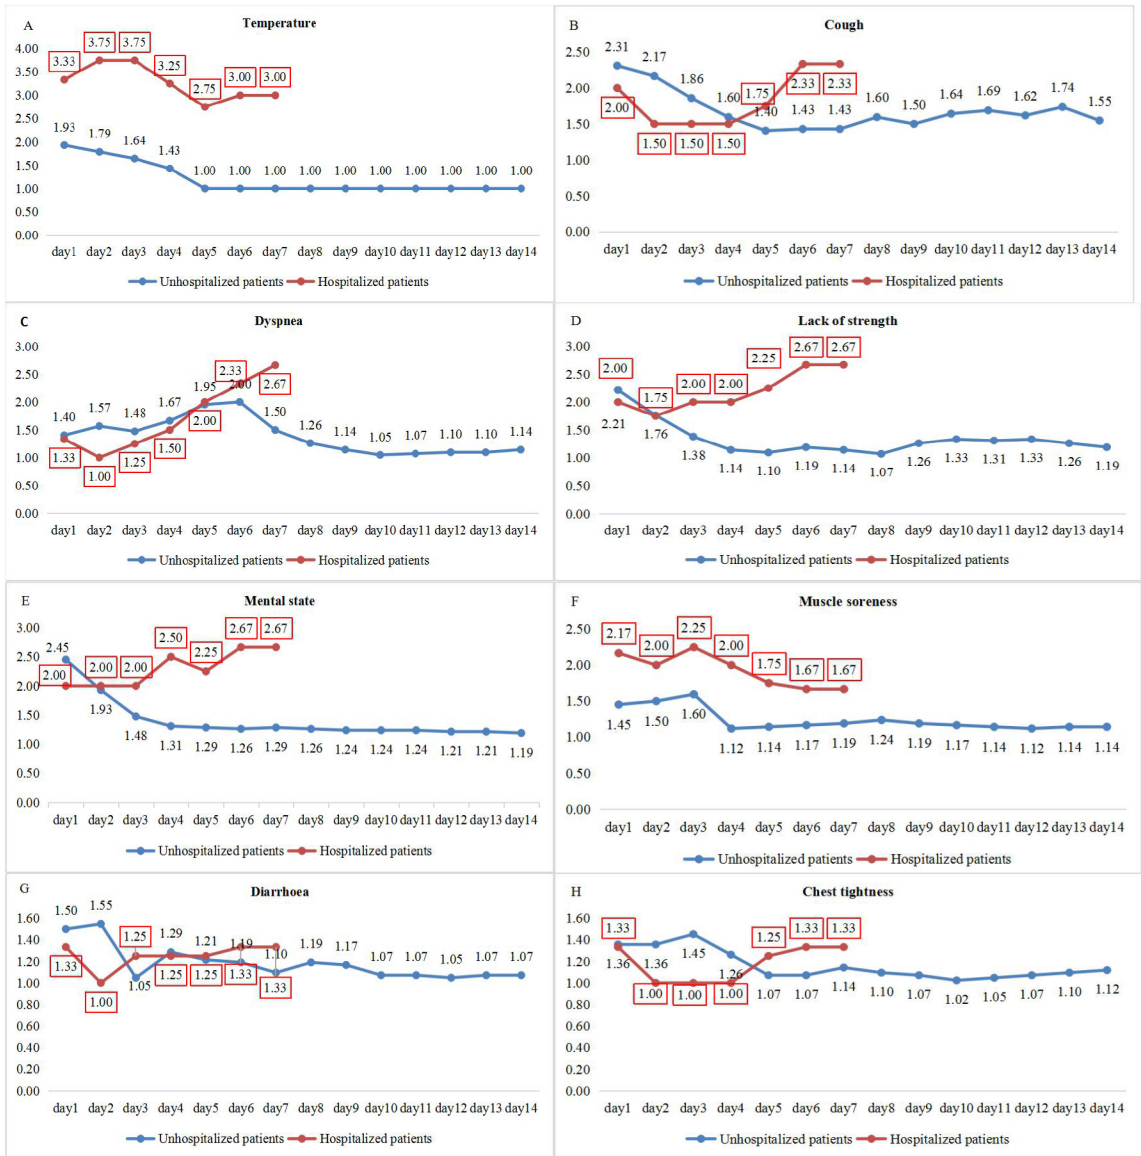 A
Temperature
4.00
3.50
3.00
2.50
2.00
1.50
1.00
0.50
0.00
3.33 3.75 3.75 3.25 2.75 3.00 3.00
1.93 1.79 1.64 1.43 1.00 1.00 1.00 1.00 1.00 1.00 1.00 1.00 1.00 1.00
day1 day2 day3 day4 day5 day6 day7 day8 day9 day10 day11 day12 day13 day14
Unhospitalized patients Hospitalized patients
B
Cough
2.50
2.00
1.50
1.00
0.50
0.00
2.31 2.17 1.86 1.60 1.40 1.43 1.43 1.60 1.50 1.64 1.69 1.62 1.74 1.55
2.00 1.50 1.50 1.50 1.75 2.33 2.33
day1 day2 day3 day4 day5 day6 day7 day8 day9 day10 day11 day12 day13 day14
Unhospitalized patients Hospitalized patients
C
Dyspnea
3.00
2.50
2.00
1.50
1.00
0.50
0.00
1.40 1.57 1.48 1.67 1.95 2.00 1.50 1.26 1.14 1.05 1.07 1.10 1.10 1.14
1.33 1.00 1.25 1.50 2.00 2.33 2.67
day1 day2 day3 day4 day5 day6 day7 day8 day9 day10 day11 day12 day13 day14
Unhospitalized patients Hospitalized patients
D
Lack of strength
3.00
2.50
2.00
1.50
1.00
0.50
0.00
2.00 1.75 2.00 2.00 2.25 2.67 2.67
2.21 1.76 1.38 1.14 1.10 1.19 1.14 1.07 1.26 1.33 1.31 1.33 1.26 1.19
day1 day2 day3 day4 day5 day6 day7 day8 day9 day10 day11 day12 day13 day14
Unhospitalized patients Hospitalized patients
E
Mental state
3.00
2.50
2.00
1.50
1.00
0.50
0.00
2.00 2.00 2.00 2.50 2.25 2.67 2.67
2.45 1.93 1.48 1.31 1.29 1.26 1.29 1.26 1.24 1.24 1.24 1.21 1.21 1.19
day1 day2 day3 day4 day5 day6 day7 day8 day9 day10 day11 day12 day13 day14
Unhospitalized patients Hospitalized patients
F
Muscle soreness
2.50
2.00
1.50
1.00
0.50
0.00
2.17 2.00 2.25 2.00 1.75 1.67 1.67
1.45 1.50 1.60 1.12 1.14 1.17 1.19 1.24 1.19 1.17 1.14 1.12 1.14 1.14
day1 day2 day3 day4 day5 day6 day7 day8 day9 day10 day11 day12 day13 day14
Unhospitalized patients Hospitalized patients
G
Diarrhoea
1.60
1.40
1.20
1.00
0.80
0.60
0.40
0.20
0.00
1.50 1.55 1.05 1.29 1.21 1.19 1.10 1.19 1.17 1.07 1.07 1.05 1.07 1.07
1.33 1.00 1.25 1.25 1.25 1.33 1.33
day1 day2 day3 day4 day5 day6 day7 day8 day9 day10 day11 day12 day13 day14
Unhospitalized patients Hospitalized patients
H
Chest tightness
1.60
1.40
1.20
1.00
0.80
0.60
0.40
0.20
0.00
1.33 1.00 1.00 1.00 1.25 1.33 1.33
1.36 1.36 1.45 1.26 1.07 1.07 1.14 1.10 1.07 1.02 1.05 1.07 1.10 1.12
day1 day2 day3 day4 day5 day6 day7 day8 day9 day10 day11 day12 day13 day14
Unhospitalized patients Hospitalized patients